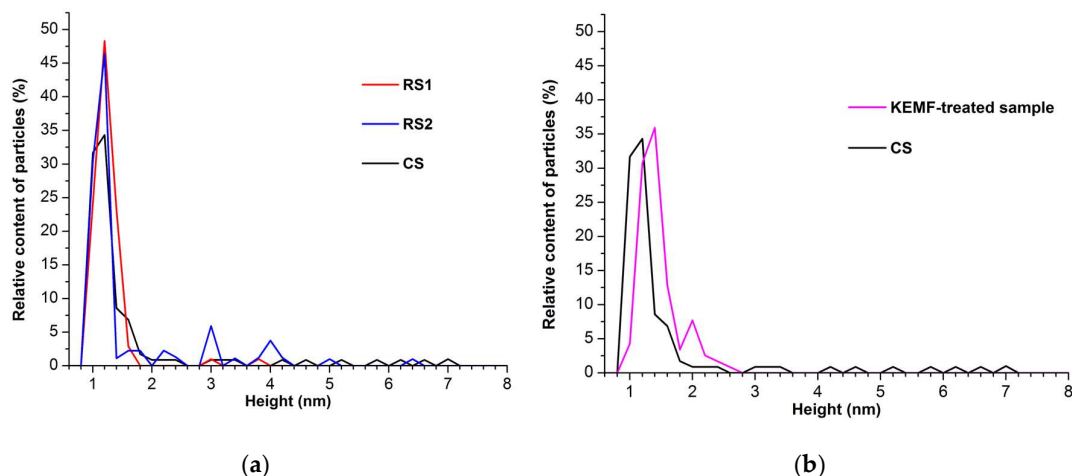 50
45
40
35
30
25
20
15
10
5
0
1 2 3 4 5 6 7 8
Relative content of particles (%)
Height (nm)
RS1
RS2
CS
(a)
50
45
40
35
30
25
20
15
10
5
0
1 2 3 4 5 6 7 8
Relative content of particles (%)
Height (nm)
KEMF-treated sample
CS
(b)